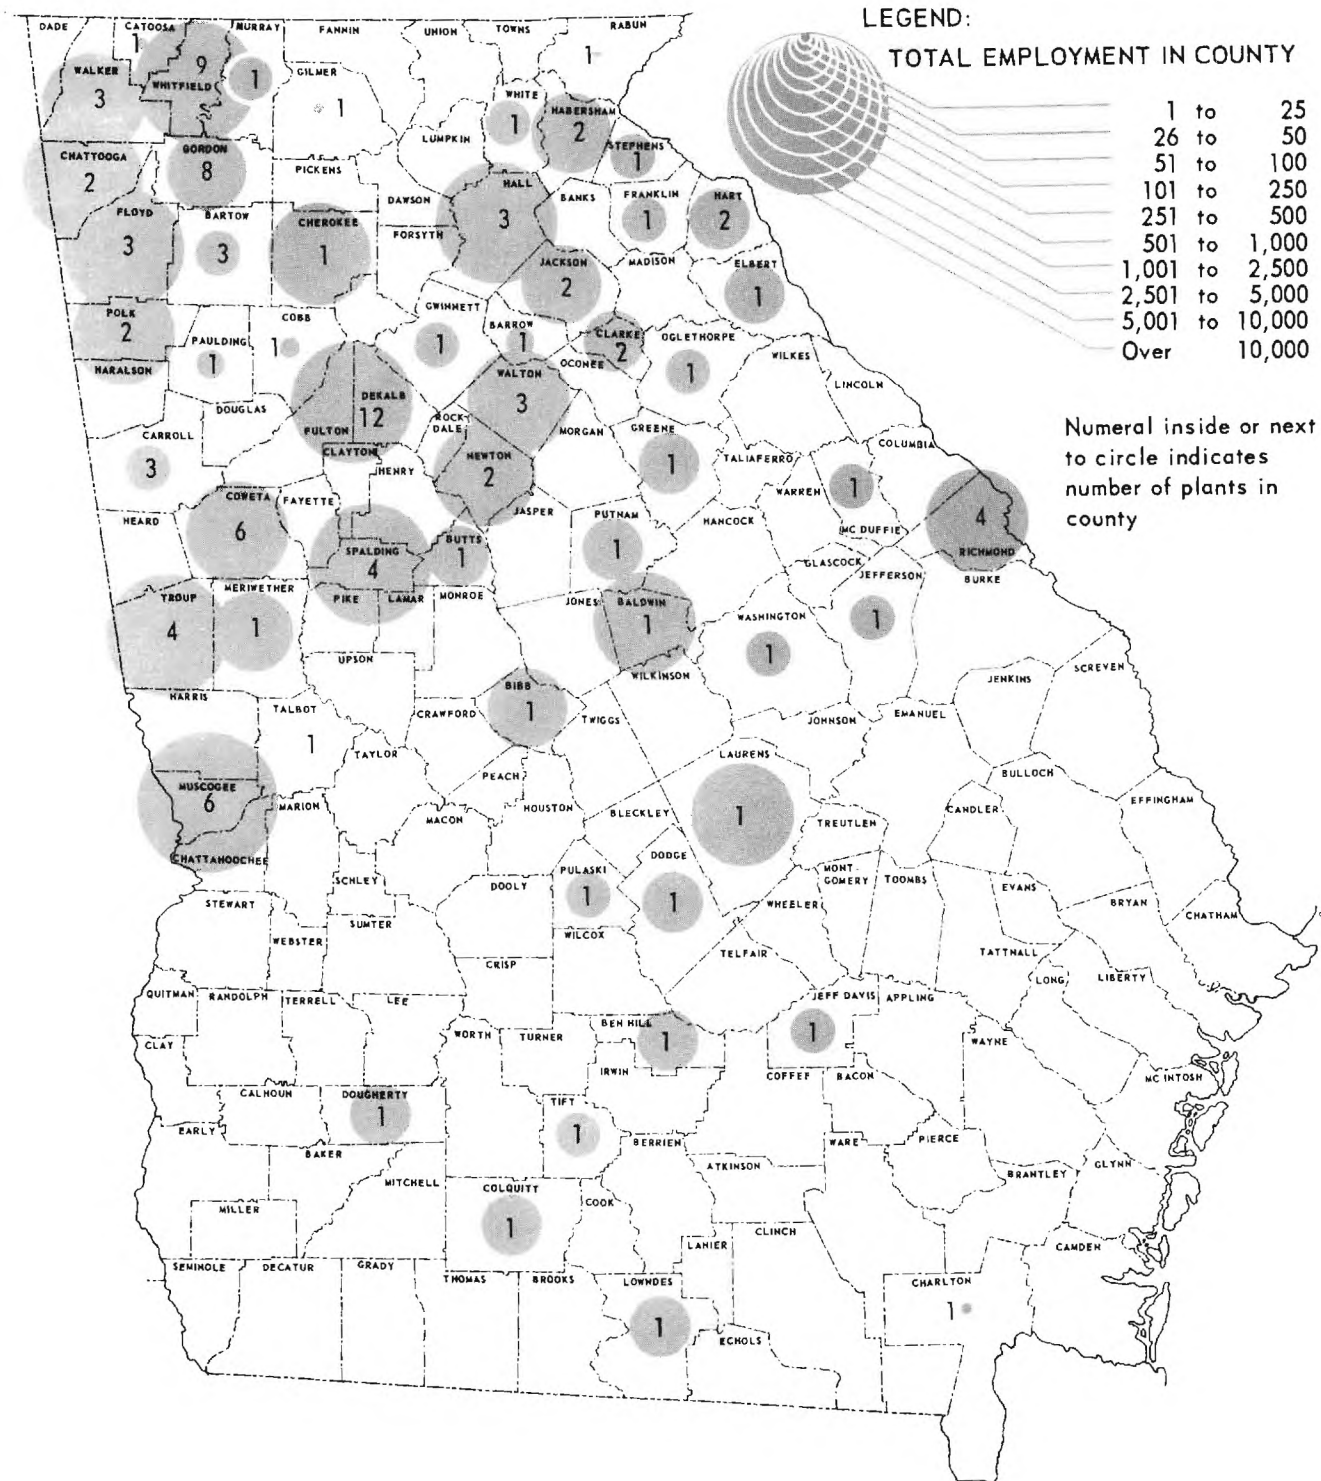 LEGEND:
TOTAL EMPLOYMENT IN COUNTY
1 to 25
26 to 50
51 to 100
101 to 250
251 to 500
501 to 1,000
1,001 to 2,500
2,501 to 5,000
5,001 to 10,000
Over 10,000
Numeral inside or next
to circle indicates
number of plants in
county
DADE
CATOOSA
1
MURRAY
1
FANNIN
UNION
TOWNS
RABUN
1
WALKER
3
9
WHITFIELD
GILMER
1
WHITE
1
HABERSHAM
2
LUMPKIN
STEPHENS
1
CHATTOOGA
2
GORDON
8
PICKENS
DAWSON
HALL
3
BANKS
FRANKLIN
1
HART
2
FLOYD
3
BARTOW
3
CHEROKEE
1
FORSYTH
JACKSON
2
MADISON
ELBERT
1
POLK
2
HARALSON
PAULDING
1
COBB
1
GWINNETT
1
BARROW
1
CLARKE
2
OCONEE
OGLETHORPE
1
WILKES
LINCOLN
DOUGLAS
FULTON
DEKALB
12
CLAYTON
ROCK-
DALE
WALTON
3
MORGAN
GREENE
1
TALIAFERRO
COLUMBIA
CARROLL
3
HENRY
NEWTON
2
WARREN
1
MC DUFFIE
HEARD
COWETA
6
FAYETTE
JASPER
PUTNAM
1
HANCOCK
GLASCOCK
4
RICHMOND
SPALDING
4
BUTTS
1
JEFFERSON
1
BURKE
TROUP
4
MERIWETHER
1
PIKE
LAMAR
MONROE
JONES
BALDWIN
1
WASHINGTON
1
UPSON
WILKINSON
SCREVEN
HARRIS
TALBOT
1
CRAWFORD
BIBB
1
TWIGGS
JOHNSON
EMANUEL
JENKINS
TAYLOR
LAURENS
1
MUSCOGEE
6
MARION
PEACH
HOUSTON
BLECKLEY
BULLOCH
EFFINGHAM
CHATTAHOOCHEE
MACON
TREUTLEN
CANDLER
SCHLEY
DOOLY
PULASKI
1
DODGE
1
WHEELER
MONT-
GOMERY
TOOMBS
EVANS
STEWART
WEBSTER
SUMTER
WILCOX
BRYAN
CHATHAM
CRISP
TELFAIR
TATTNALL
QUITMAN
RANDOLPH
TERRELL
LEE
JEFF DAVIS
1
APPLING
LONG
LIBERTY
CLAY
WORTH
TURNER
BEN HILL
1
WAYNE
IRWIN
COFFEE
BACON
MC INTOSH
CALHOUN
DOUGHERTY
1
TIFT
1
EARLY
BAKER
BERRIEN
WARE
PIERCE
ATKINSON
BRANTLEY
GLYNN
MITCHELL
COLQUITT
1
COOK
MILLER
CLINCH
LANIER
CAMDEN
SEMINOLE
DECATUR
GRADY
THOMAS
BROOKS
LOWNDES
1
CHARLTON
1
ECHOLS